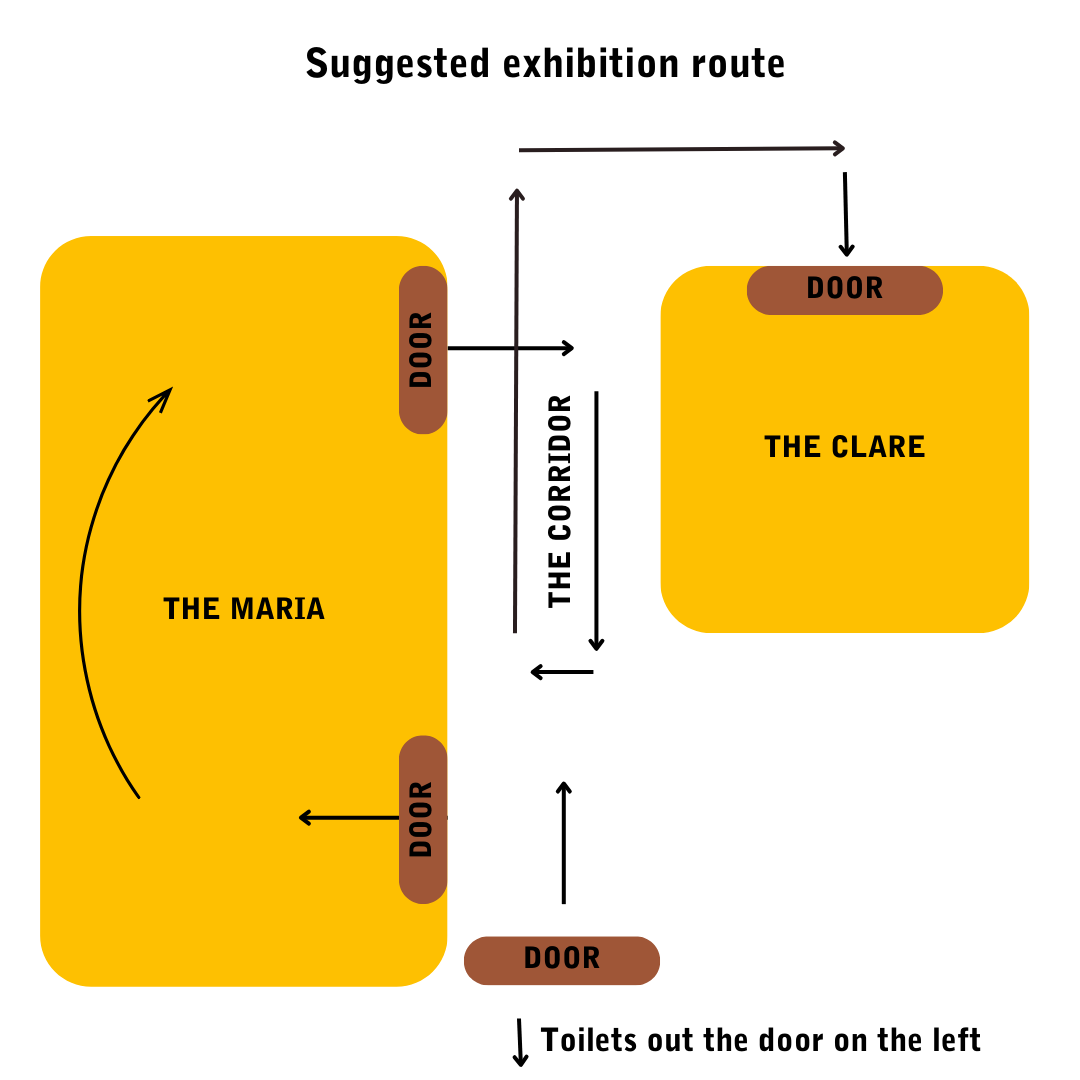 Suggested exhibition route
DOOR
DOOR
THE CORRIDOR
THE CLARE
THE MARIA
DOOR
DOOR
Toilets out the door on the left